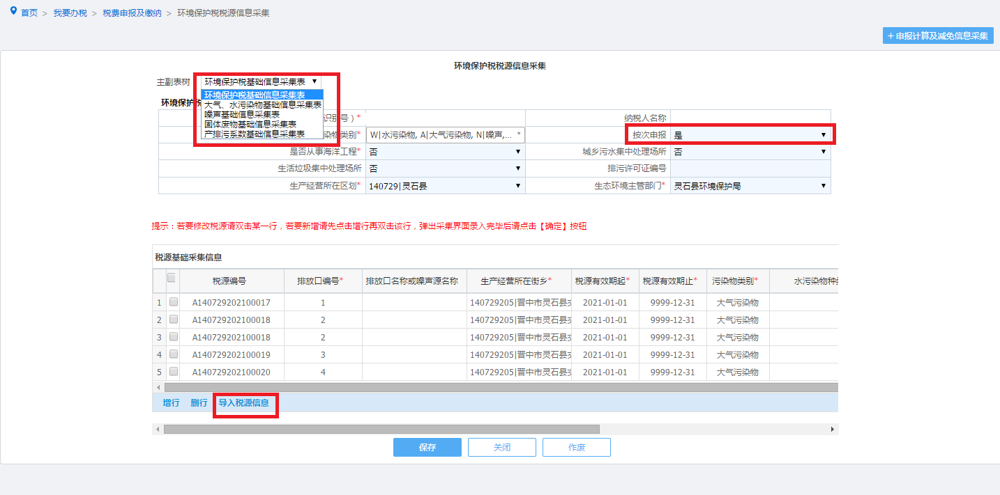 首页 > 我要办税 > 税费申报及缴纳 > 环境保护税税源信息采集
+ 申报计算及减免信息采集
环境保护税税源信息采集
主副表树 环境保护税基础信息采集表
环境保护税基础信息采集表
大气、水污染物基础信息采集表
噪声基础信息采集表
固体废物基础信息采集表
产排污系数基础信息采集表
环境保护税
识别号）* 纳税人名称
染物类别* W|水污染物, A|大气污染物, N|噪声,... 按次申报 是
是否从事海洋工程* 否 城乡污水集中处理场所 否
生活垃圾集中处理场所 否 排污许可证编号
生产经营所在区划* 140729|灵石县 生态环境主管部门* 灵石县环境保护局
提示：若要修改税源请双击某一行，若要新增请先点击增行再双击该行，弹出采集界面录入完毕后请点击【确定】按钮
税源基础采集信息
税源编号 排放口编号* 排放口名称或噪声源名称 生产经营所在街乡* 税源有效期起* 税源有效期止* 污染物类别* 水污染物种
1 A140729202100017 1 140729205|晋中市灵石县 2021-01-01 9999-12-31 大气污染物
2 A140729202100018 2 140729205|晋中市灵石县 2021-01-01 9999-12-31 大气污染物
3 A140729202100018 2 140729205|晋中市灵石县 2021-01-01 9999-12-31 大气污染物
4 A140729202100019 3 140729205|晋中市灵石县 2021-01-01 9999-12-31 大气污染物
5 A140729202100020 4 140729205|晋中市灵石县 2021-01-01 9999-12-31 大气污染物
增行 删行 导入税源信息
保存 关闭 作废